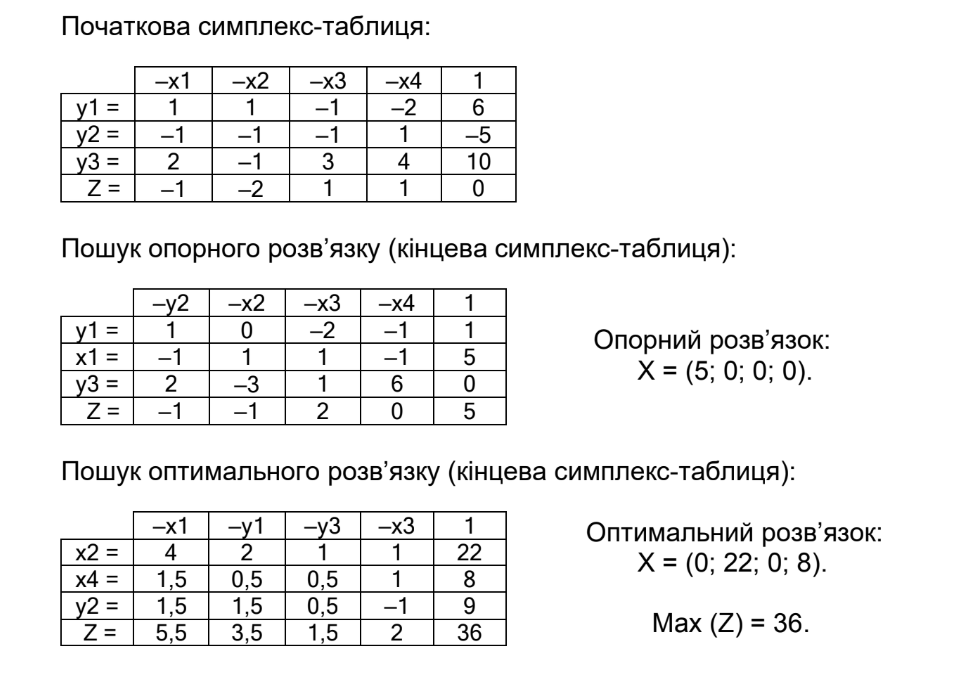 Початкова симплекс-таблиця:
–x1 –x2 –x3 –x4 1
y1 = 1 1 –1 –2 6
y2 = –1 –1 –1 1 –5
y3 = 2 –1 3 4 10
Z = –1 –2 1 1 0
Пошук опорного розв’язку (кінцева симплекс-таблиця):
–y2 –x2 –x3 –x4 1
y1 = 1 0 –2 –1 1
x1 = –1 1 1 –1 5
y3 = 2 –3 1 6 0
Z = –1 –1 2 0 5
Опорний розв’язок:
X = (5; 0; 0; 0).
Пошук оптимального розв’язку (кінцева симплекс-таблиця):
–x1 –y1 –y3 –x3 1
x2 = 4 2 1 1 22
x4 = 1,5 0,5 0,5 1 8
y2 = 1,5 1,5 0,5 –1 9
Z = 5,5 3,5 1,5 2 36
Оптимальний розв’язок:
X = (0; 22; 0; 8).
Max (Z) = 36.